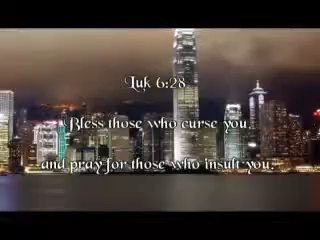 Luk 6:28
Bless those who curse you,
and pray for those who insult you.